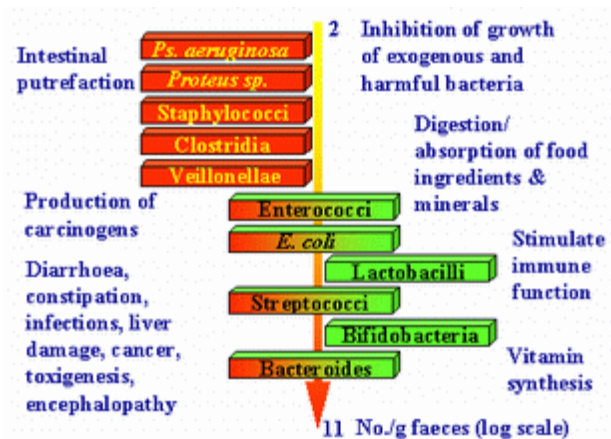 2
Inhibition of growth
of exogenous and
harmful bacteria
Intestinal
putrefaction
Ps. aeruginosa
Proteus sp.
Staphylococci
Clostridia
Veillonellae
Digestion/
absorption of food
ingredients &
minerals
Production of
carcinogens
Enterococci
E. coli
Lactobacilli
Stimulate
immune
function
Diarrhoea,
constipation,
infections, liver
damage, cancer,
toxigenesis,
encephalopathy
Streptococci
Bifidobacteria
Bacteroides
Vitamin
synthesis
11 No./g faeces (log scale)